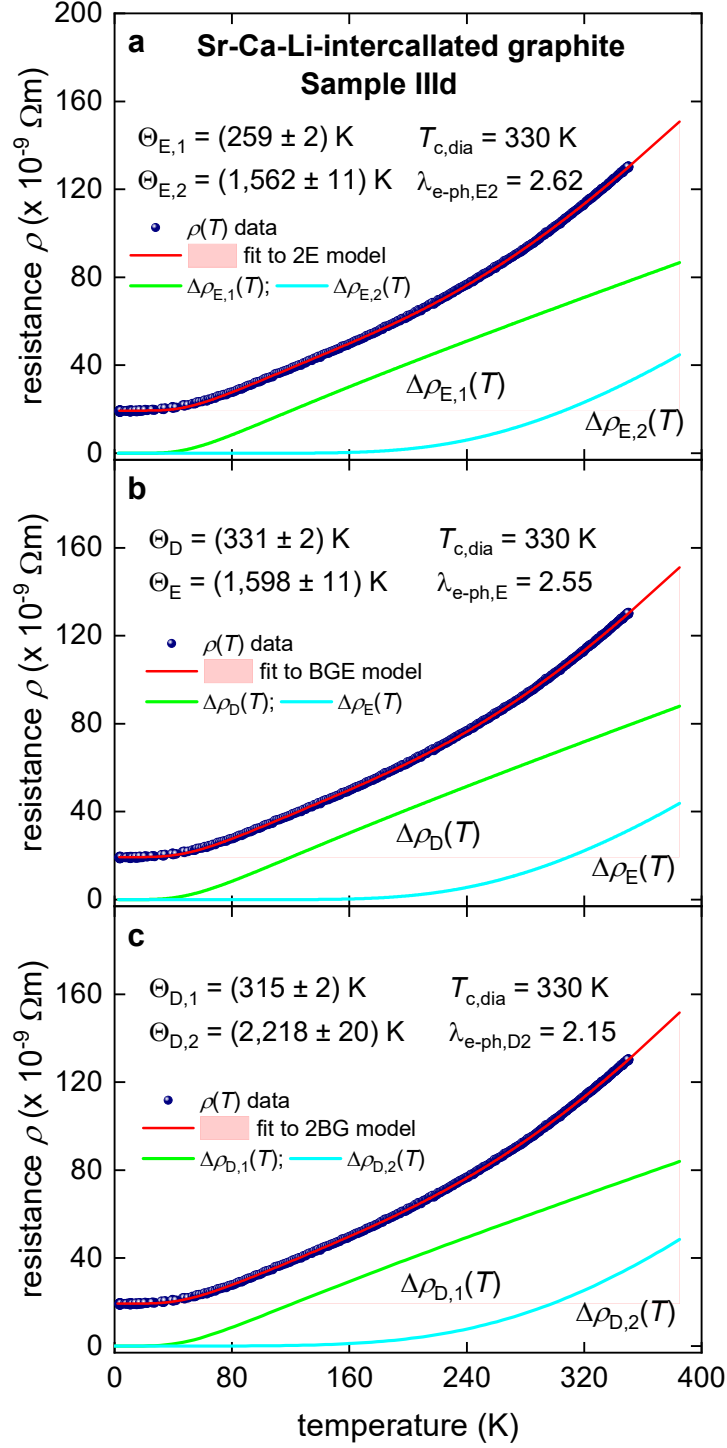 a Sr-Ca-Li-intercallated graphite
Sample IIId
Θ_E,1 = (259 ± 2) K T_c,dia = 330 K
Θ_E,2 = (1,562 ± 11) K λ_e-ph,E2 = 2.62
ρ(T) data
fit to 2E model
Δρ_E,1(T); Δρ_E,2(T)
Δρ_E,1(T)
Δρ_E,2(T)
resistance ρ (x 10⁻⁹ Ωm)
200
160
120
80
40
0
b
Θ_D = (331 ± 2) K T_c,dia = 330 K
Θ_E = (1,598 ± 11) K λ_e-ph,E = 2.55
ρ(T) data
fit to BGE model
Δρ_D(T); Δρ_E(T)
Δρ_D(T)
Δρ_E(T)
resistance ρ (x 10⁻⁹ Ωm)
160
120
80
40
0
c
Θ_D,1 = (315 ± 2) K T_c,dia = 330 K
Θ_D,2 = (2,218 ± 20) K λ_e-ph,D2 = 2.15
ρ(T) data
fit to 2BG model
Δρ_D,1(T); Δρ_D,2(T)
Δρ_D,1(T)
Δρ_D,2(T)
resistance ρ (x 10⁻⁹ Ωm)
160
120
80
40
0
0 80 160 240 320 400
temperature (K)